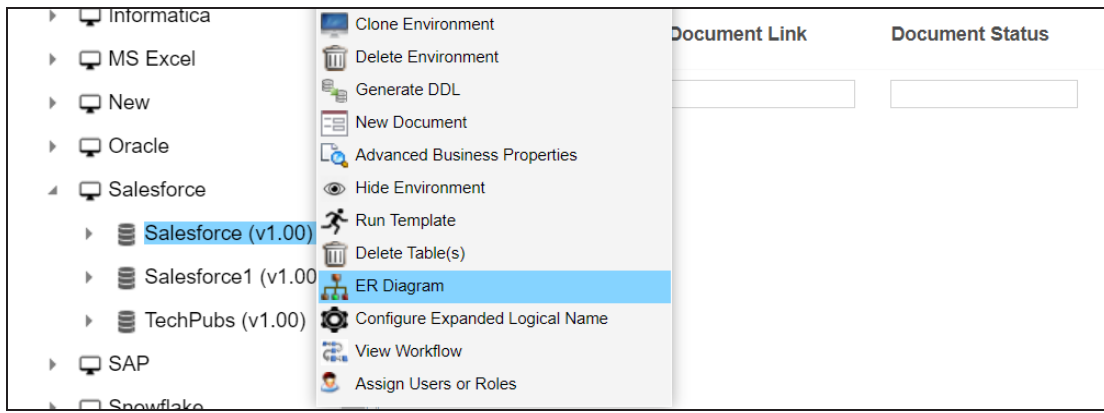 Informatica
MS Excel
New
Oracle
Salesforce
Salesforce (v1.00)
Salesforce1 (v1.00
TechPubs (v1.00)
SAP
Snowflake
Clone Environment
Delete Environment
Generate DDL
New Document
Advanced Business Properties
Hide Environment
Run Template
Delete Table(s)
ER Diagram
Configure Expanded Logical Name
View Workflow
Assign Users or Roles
Document Link
Document Status